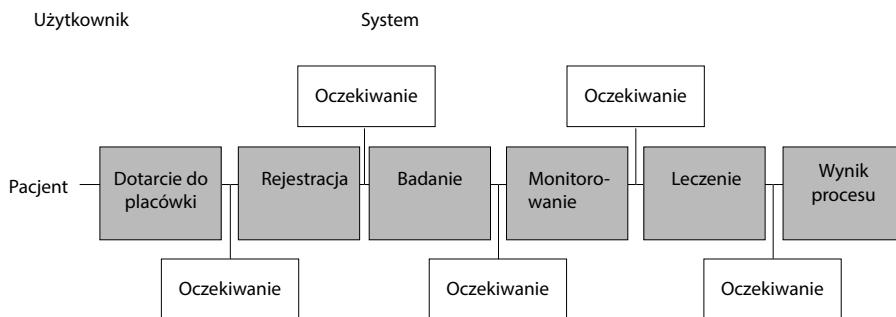 Użytkownik
System
Oczekiwanie
Oczekiwanie
Pacjent
Dotarcie do
placówki
Rejestracja
Badanie
Monitoro-
wanie
Leczenie
Wynik
procesu
Oczekiwanie
Oczekiwanie
Oczekiwanie